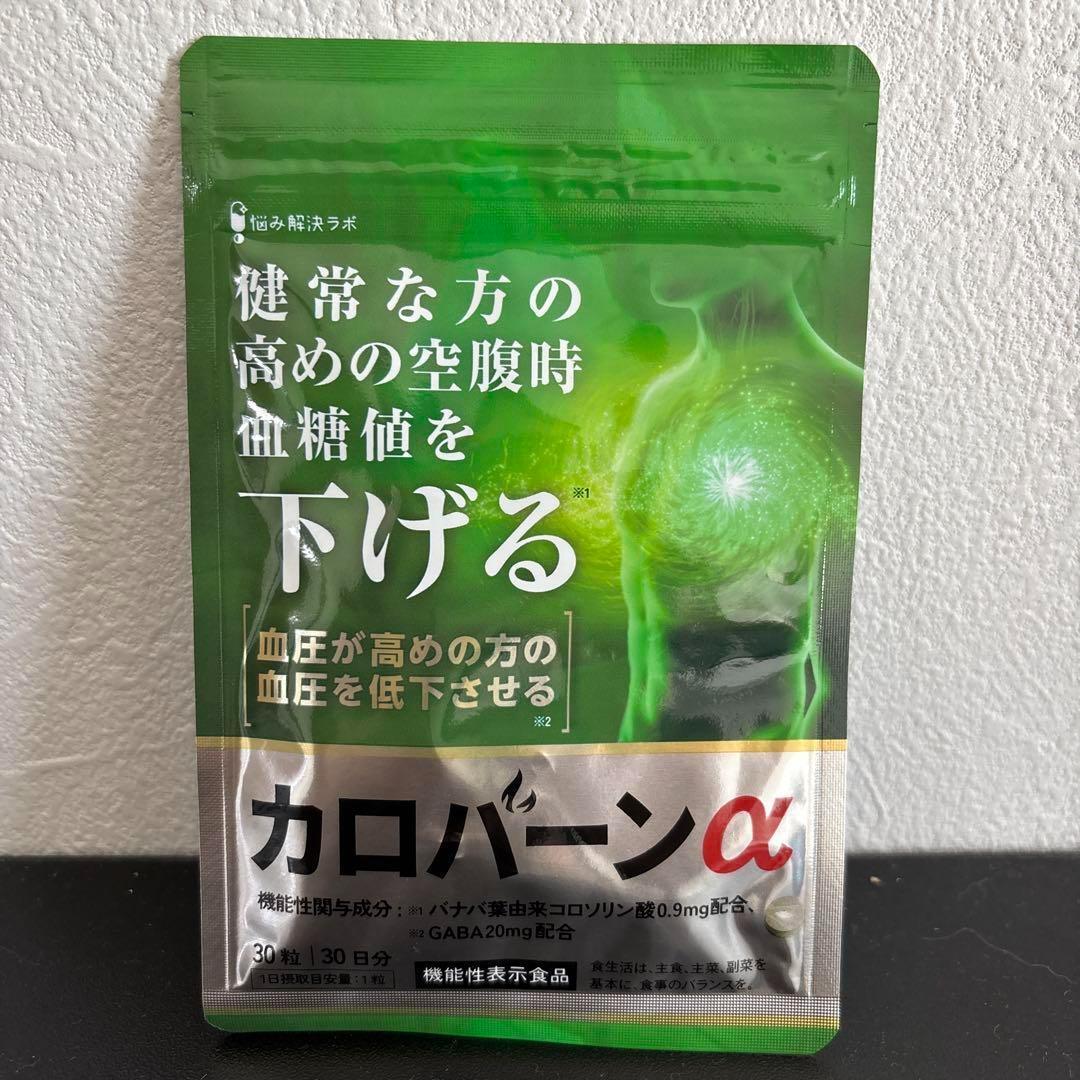 悩み解決ラボ
健常な方の
高めの空腹時
血糖値を
下げる※1
血圧が高めの方の
血圧を低下させる
※2
カロバーンα
機能性関与成分：※1 バナバ葉由来コロソリン酸0.9mg配合、
※2 GABA20mg配合
30粒｜30日分
1日摂取目安量：1粒
機能性表示食品
食生活は、主食、主菜、副菜を
基本に、食事のバランスを。